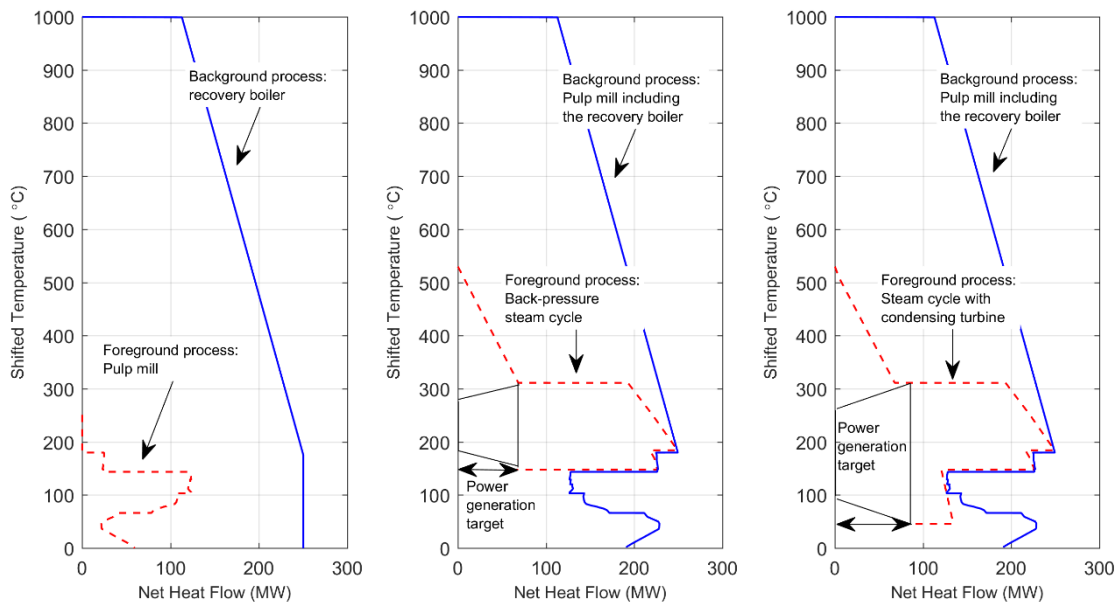 1000
900
800
700
600
500
400
300
200
100
0
Shifted Temperature ( °C)
Background process:
recovery boiler
Foreground process:
Pulp mill
0
100
200
300
Net Heat Flow (MW)
1000
900
800
700
600
500
400
300
200
100
0
Shifted Temperature ( °C)
Background process:
Pulp mill including
the recovery boiler
Foreground process:
Back-pressure
steam cycle
Power
generation
target
0
100
200
300
Net Heat Flow (MW)
1000
900
800
700
600
500
400
300
200
100
0
Shifted Temperature ( °C)
Background process:
Pulp mill including
the recovery boiler
Foreground process:
Steam cycle with
condensing turbine
Power
generation
target
0
100
200
300
Net Heat Flow (MW)